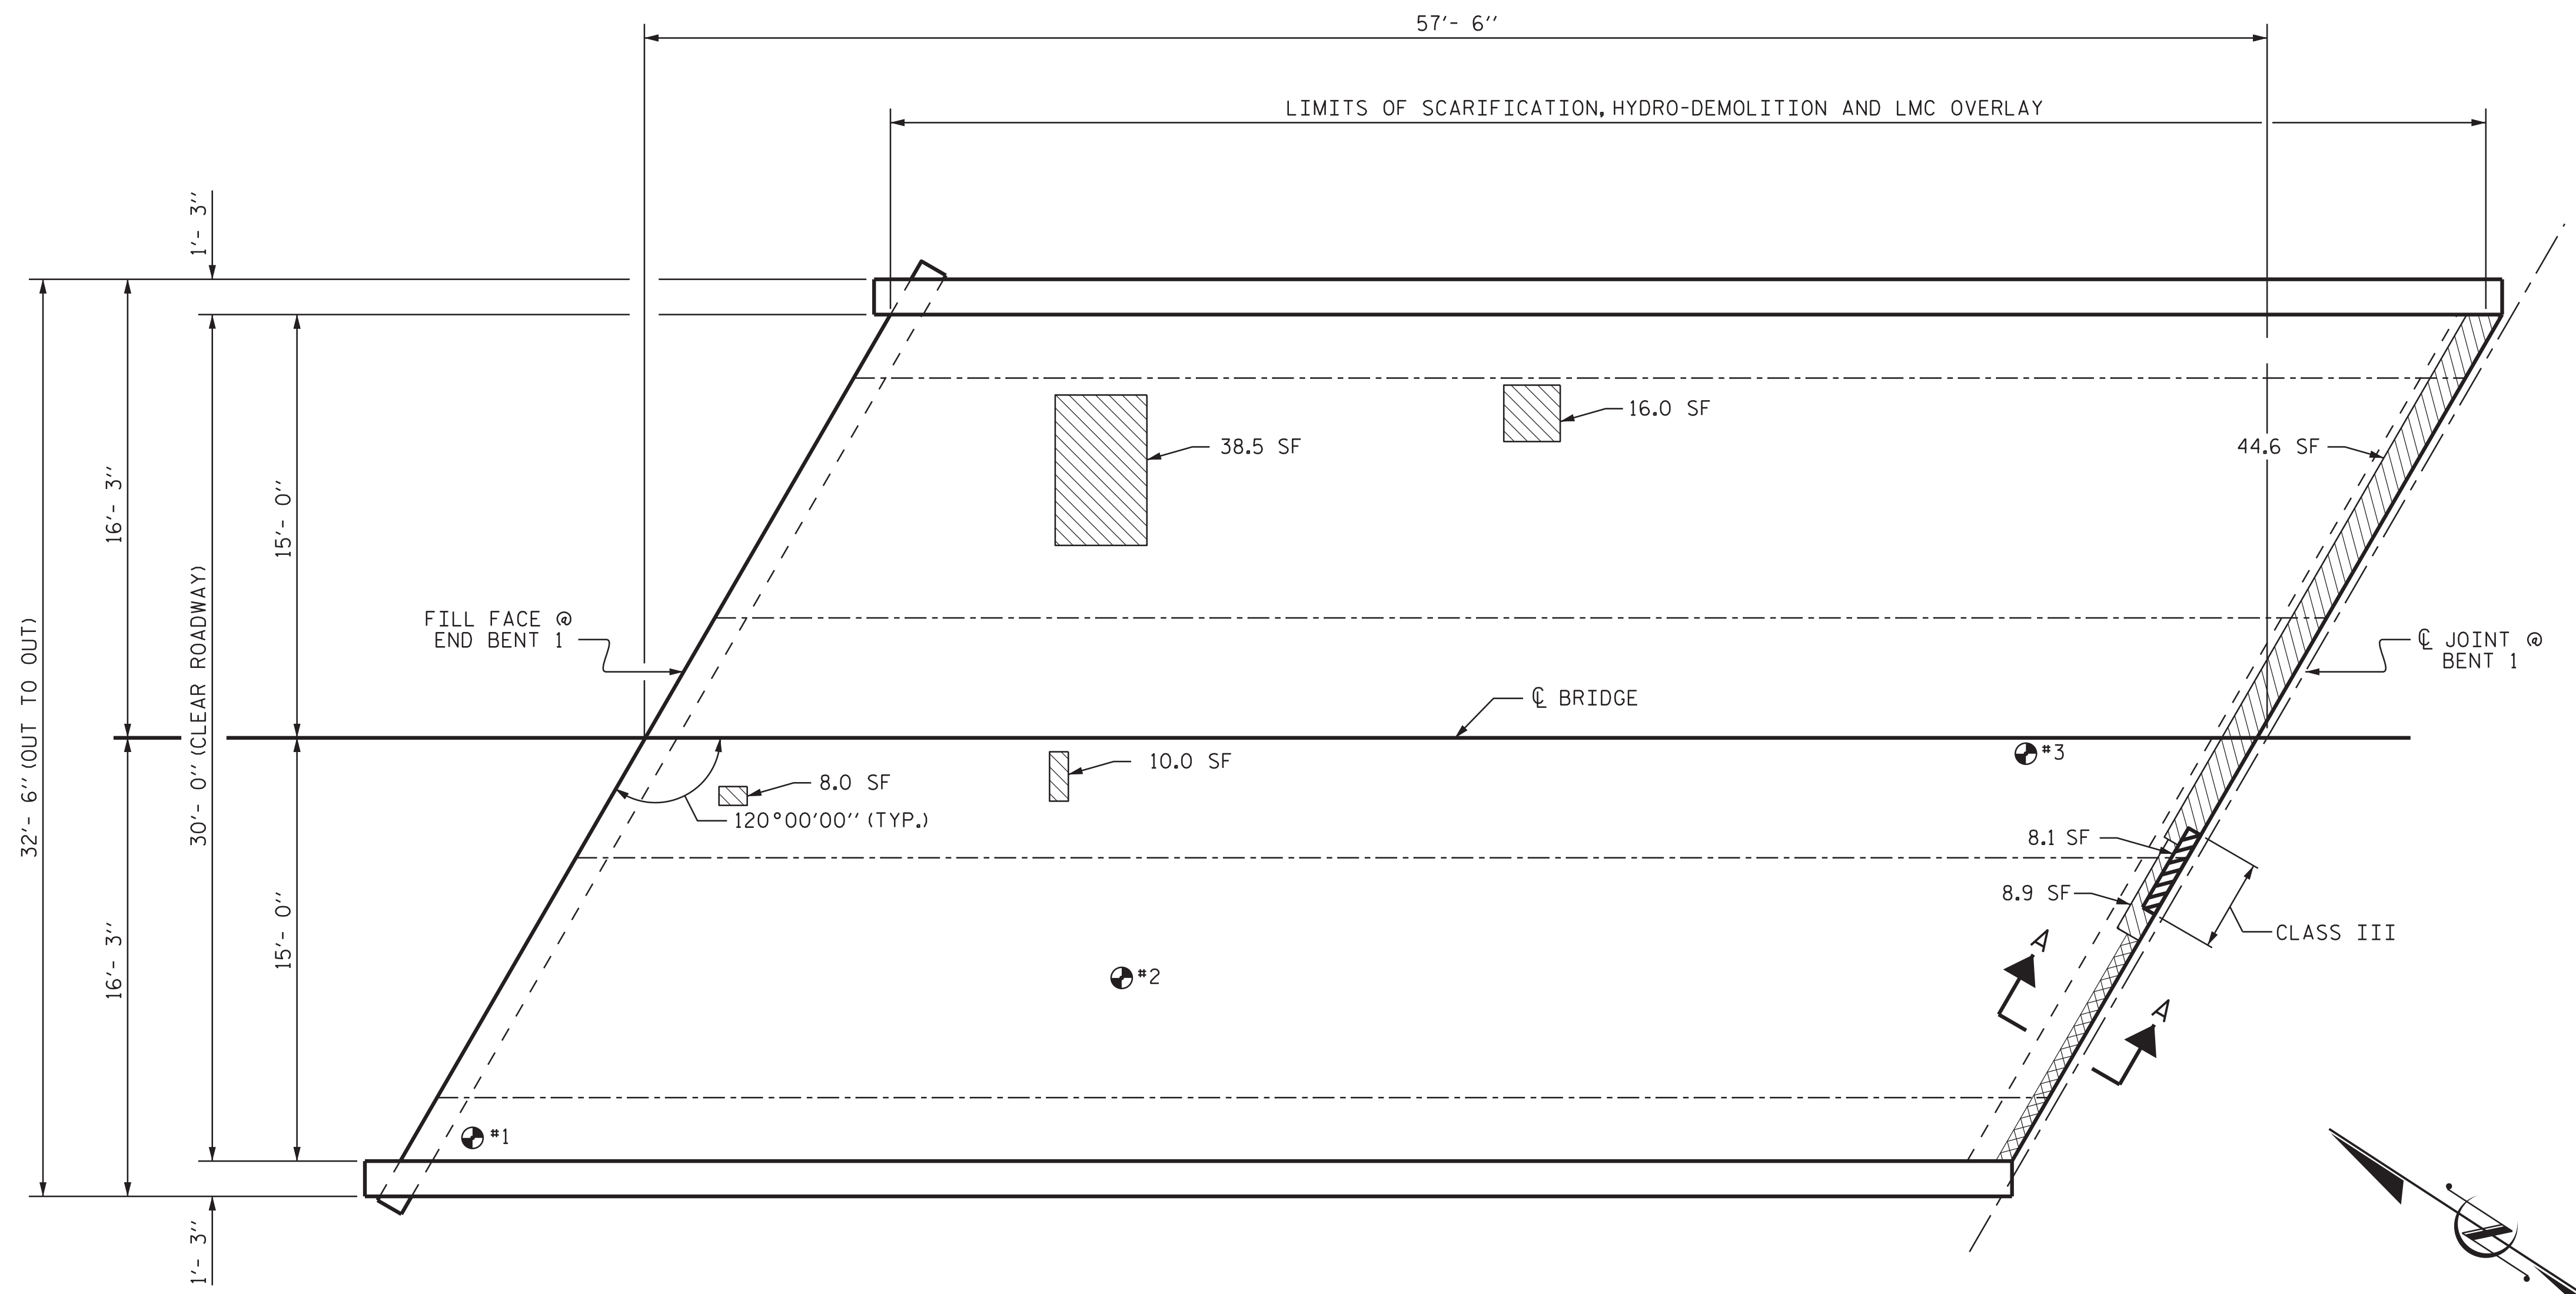 57'- 6''
LIMITS OF SCARIFICATION, HYDRO-DEMOLITION AND LMC OVERLAY
1'- 3''
16.0 SF
38.5 SF
44.6 SF
16'- 3''
15'- 0''
FILL FACE @
END BENT 1
℄ JOINT @
BENT 1
32'- 6'' (OUT TO OUT)
30'- 0'' (CLEAR ROADWAY)
℄ BRIDGE
#3
10.0 SF
8.0 SF
120°00'00'' (TYP.)
8.1 SF
8.9 SF
CLASS III
16'- 3''
15'- 0''
A
#2
A
#1
1'- 3''